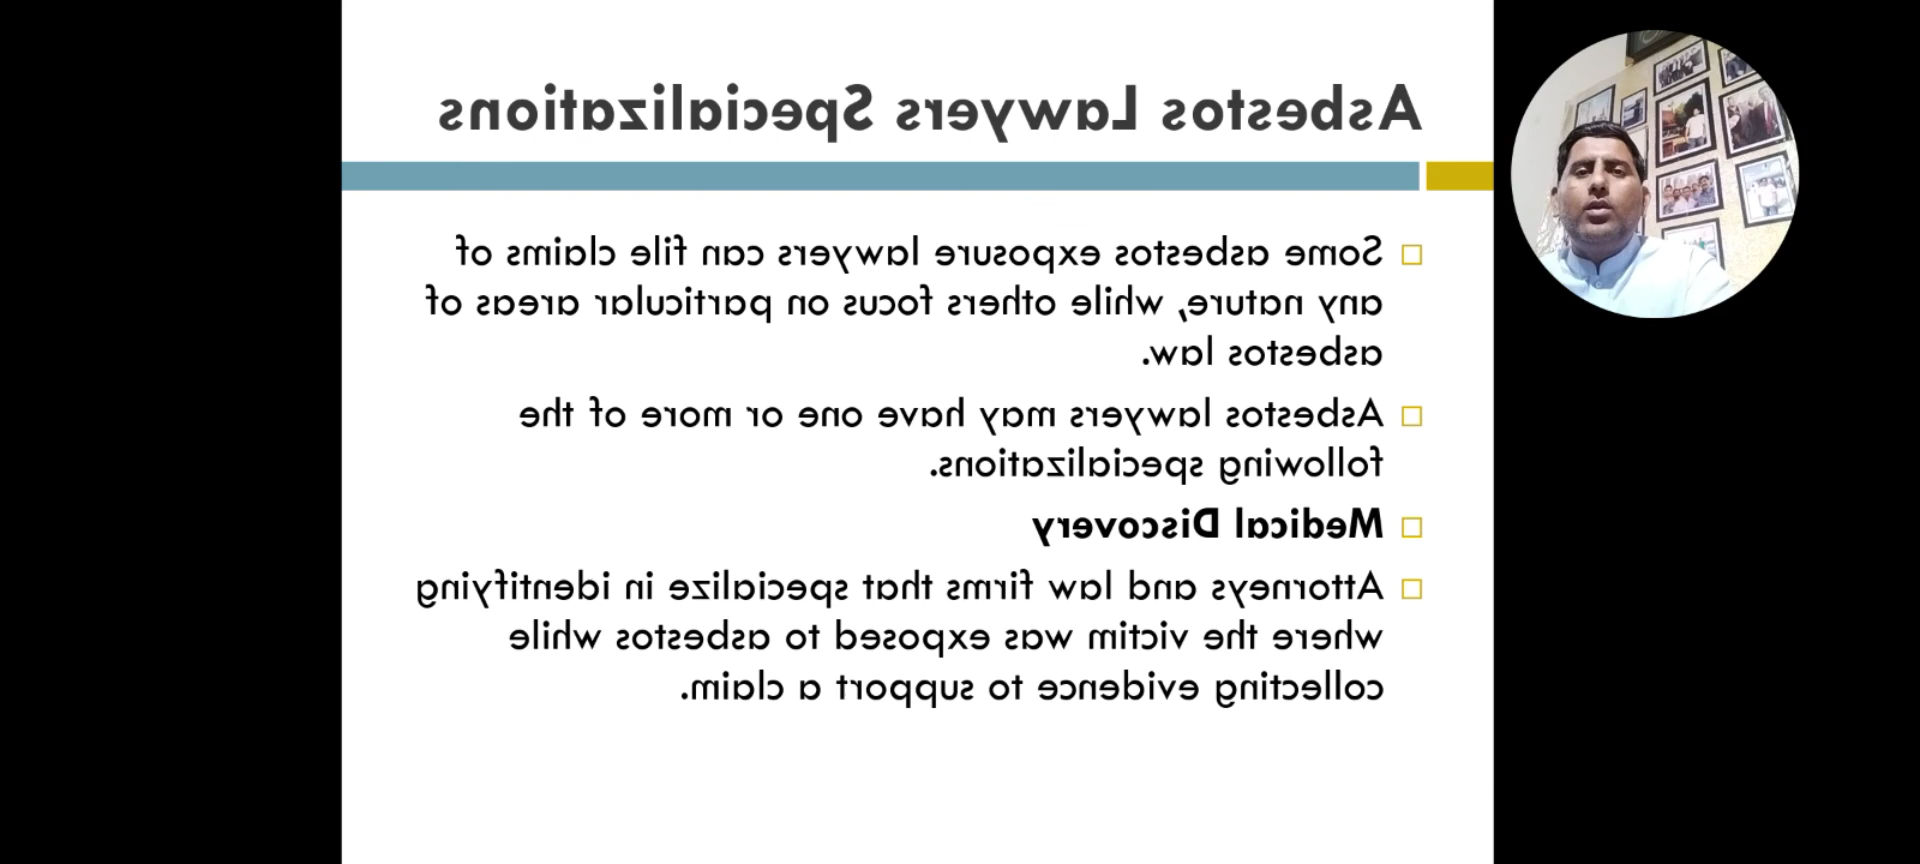 Asbestos Lawyers Specializations
Some asbestos exposure lawyers can file claims of
any nature, while others focus on particular areas of
asbestos law.
Asbestos lawyers may have one or more of the
following specializations.
Medical Discovery
Attorneys and law firms that specialize in identifying
where the victim was exposed to asbestos while
collecting evidence to support a claim.